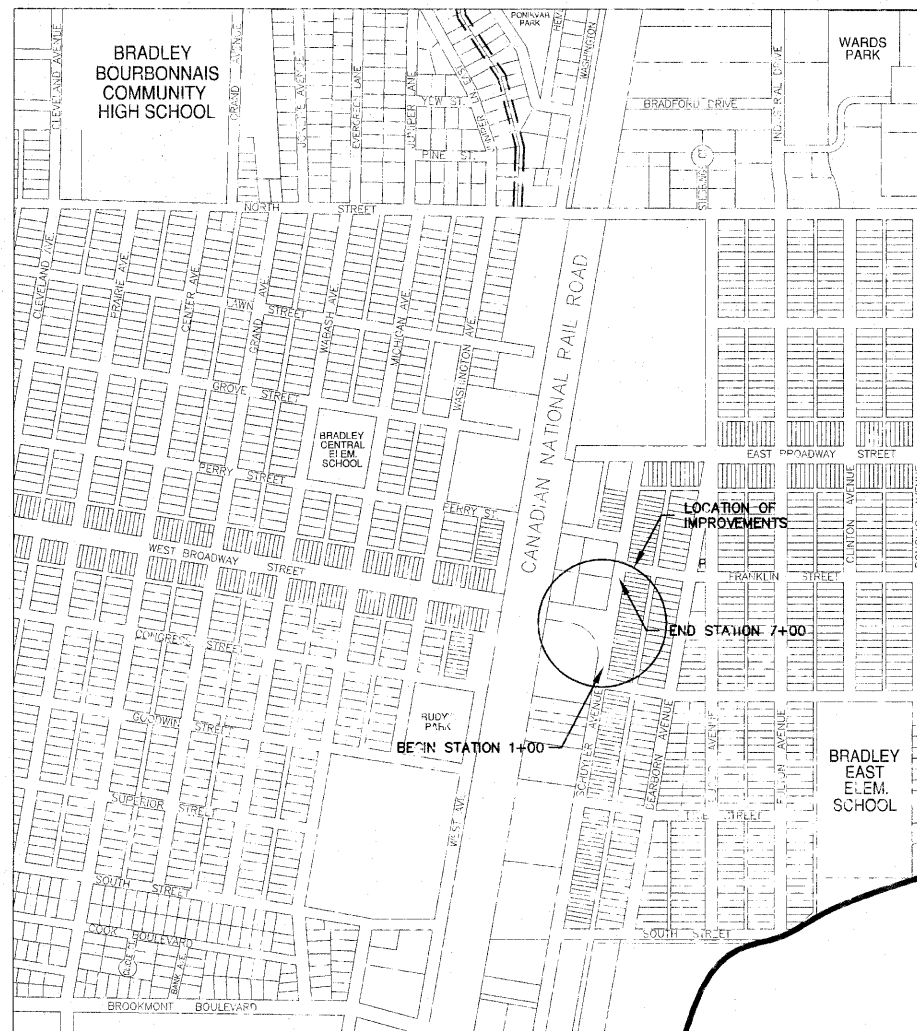 BRADLEY
BOURBONNAIS
COMMUNITY
HIGH SCHOOL
CLEVELAND AVENUE
GRAND AVENUE
AVENUE
EVERGREEN LANE
JUNIPER LANE
YEW ST.
PINE ST.
JUNIPER LN.
PARK
WASHINGTON
BRADFORD DRIVE
INDUSTRIAL DRIVE
WARDS
PARK
NORTH STREET
CLEVELAND AVE.
PRAIRIE AVE.
CENTER AVE.
GRAND AVE
WABASH AVE.
MICHIGAN AVE.
WASHINGTON AVE.
STREET
GROVE STREET
BRADLEY
CENTRAL
ELEM.
SCHOOL
PERRY STREET
PERRY ST.
CANADIAN NATIONAL RAIL ROAD
EAST BROADWAY STREET
CLINTON AVENUE
LOCATION OF
IMPROVEMENTS
WEST BROADWAY
STREET
FRANKLIN STREET
END STATION 7+00
CONGRESS STREET
GOODWIN STREET
PARK
BEGIN STATION 1+00
SCHUYLER AVENUE
DEARBORN AVENUE
AVENUE
FULTON AVENUE
BRADLEY
EAST
ELEM.
SCHOOL
SUPERIOR STREET
WEST AVE.
STREET
SOUTH STREET
SOUTH STREET
COOK BOULEVARD
BROOKMONT BOULEVARD